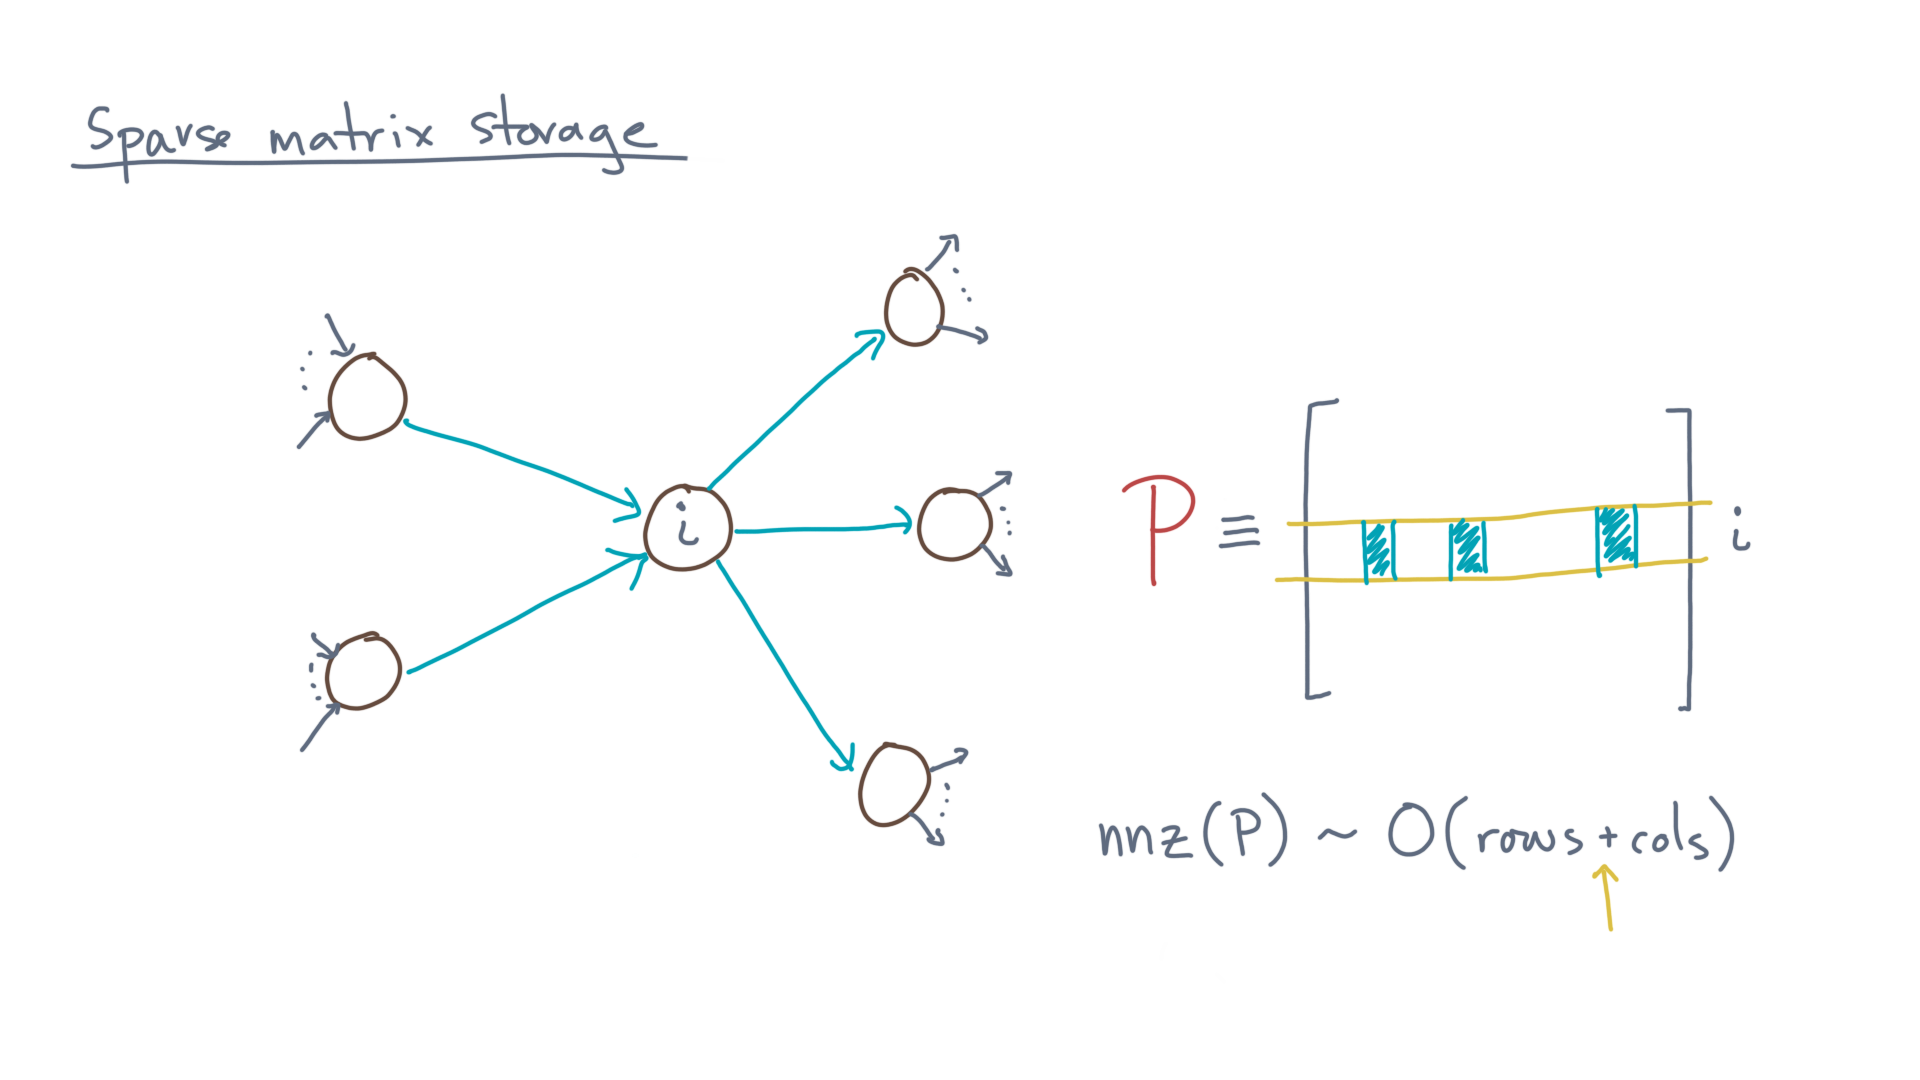 Sparse matrix storage
i
P ≡ [ ] i
nnz(P) ~ O(rows + cols)